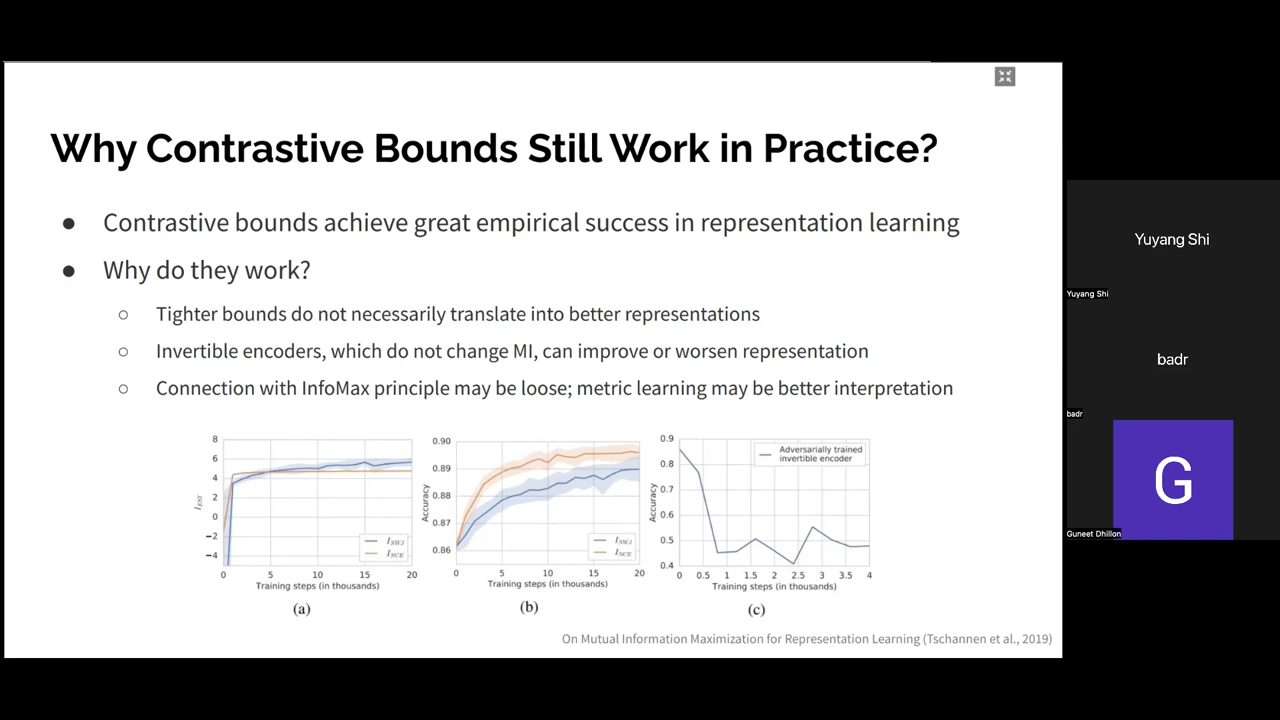 Why Contrastive Bounds Still Work in Practice?
● Contrastive bounds achieve great empirical success in representation learning
● Why do they work?
○ Tighter bounds do not necessarily translate into better representations
○ Invertible encoders, which do not change MI, can improve or worsen representation
○ Connection with InfoMax principle may be loose; metric learning may be better interpretation
8
6
4
2
0
−2
−4
I_EST
I_NWJ
I_NCE
0 5 10 15 20
Training steps (in thousands)
(a)
0.90
0.89
0.88
0.87
0.86
Accuracy
I_NWJ
I_NCE
0 5 10 15 20
Training steps (in thousands)
(b)
0.9
0.8
0.7
0.6
0.5
0.4
Accuracy
Adversarially trained
invertible encoder
0 0.5 1 1.5 2 2.4 3 3.5 4
Training steps (in thousands)
(c)
On Mutual Information Maximization for Representation Learning (Tschannen et al., 2019)
Yuyang Shi
Yuyang Shi
badr
badr
G
Guneet Dhillon